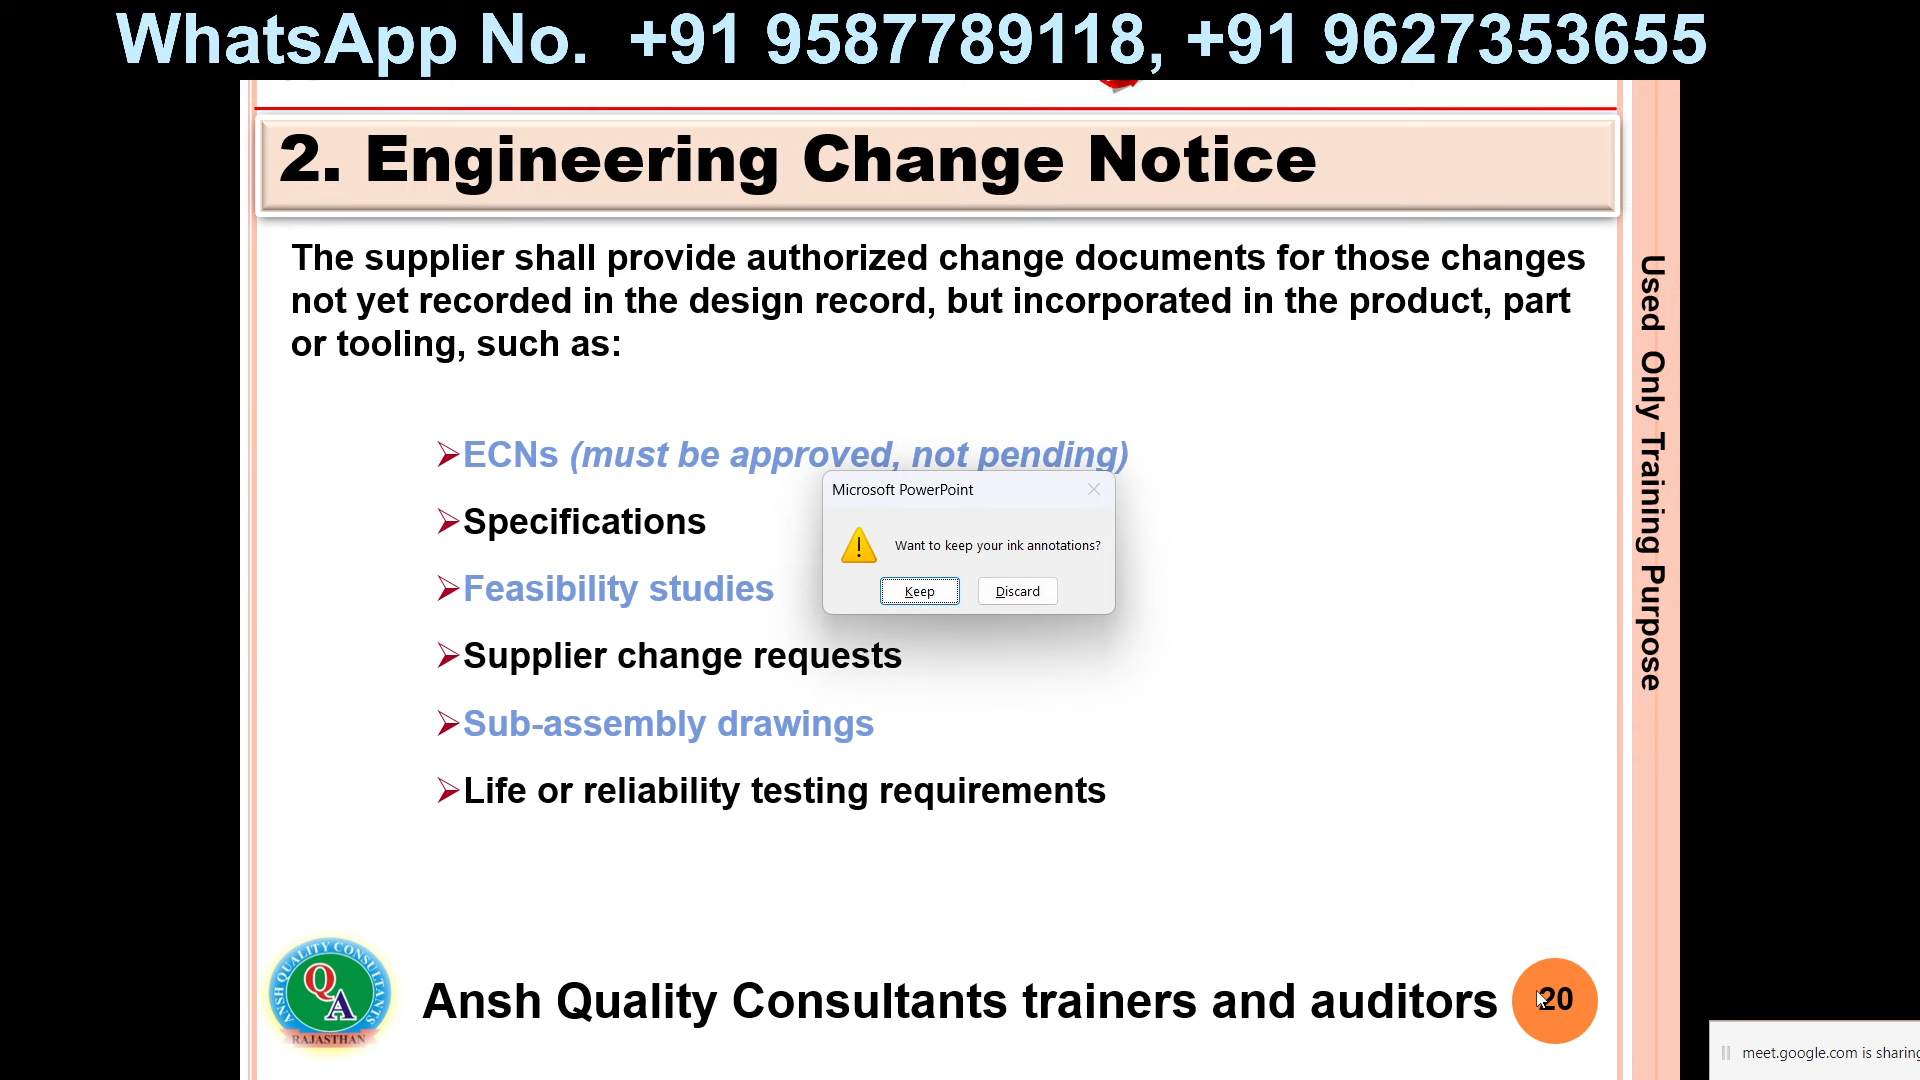 WhatsApp No. +91 9587789118, +91 9627353655
2. Engineering Change Notice
The supplier shall provide authorized change documents for those changes
not yet recorded in the design record, but incorporated in the product, part
or tooling, such as:
➢ECNs (must be approved, not pending)
➢Specifications
➢Feasibility studies
➢Supplier change requests
➢Sub-assembly drawings
➢Life or reliability testing requirements
Microsoft PowerPoint
Want to keep your ink annotations?
Keep
Discard
Used Only Training Purpose
ANSH QUALITY CONSULTANTS
QA
RAJASTHAN
Ansh Quality Consultants trainers and auditors
20
meet.google.com is sharing